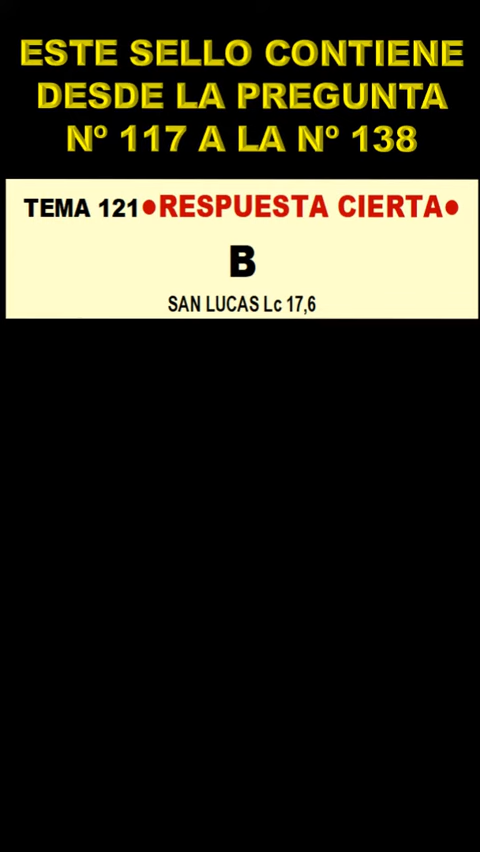 ESTE SELLO CONTIENE
DESDE LA PREGUNTA
Nº 117 A LA Nº 138
TEMA 121●RESPUESTA CIERTA●
B
SAN LUCAS Lc 17,6